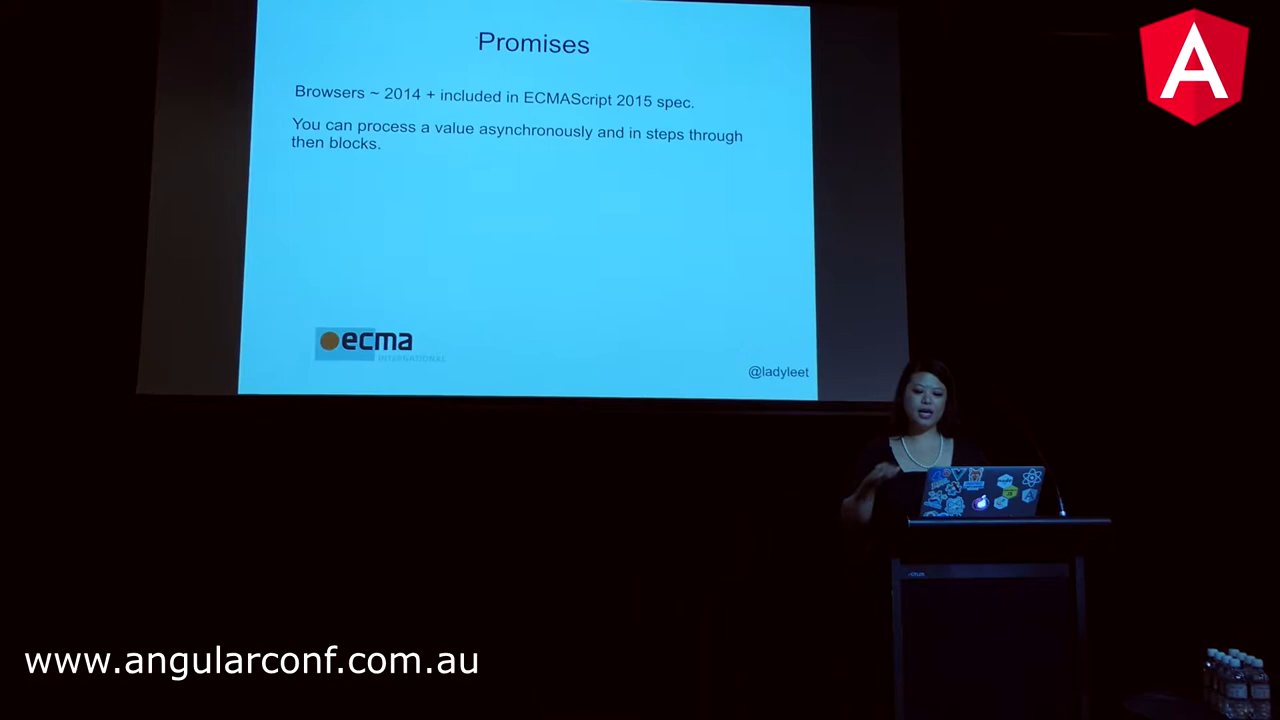 Promises
Browsers ~ 2014 + included in ECMAScript 2015 spec.
You can process a value asynchronously and in steps through
then blocks.
ecma
INTERNATIONAL
@ladyleet
A
www.angularconf.com.au